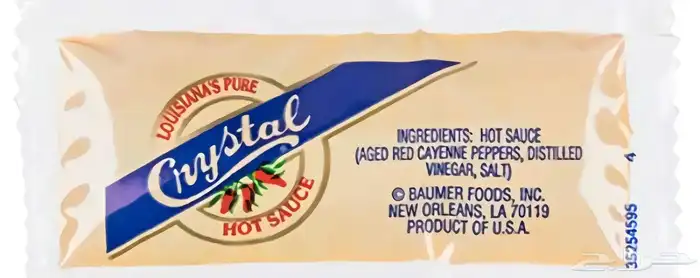 LOUISIANA'S PURE
Crystal
HOT SAUCE
INGREDIENTS: HOT SAUCE
(AGED RED CAYENNE PEPPERS, DISTILLED
VINEGAR, SALT)
© BAUMER FOODS, INC.
NEW ORLEANS, LA 70119
PRODUCT OF U.S.A.
35254595 4